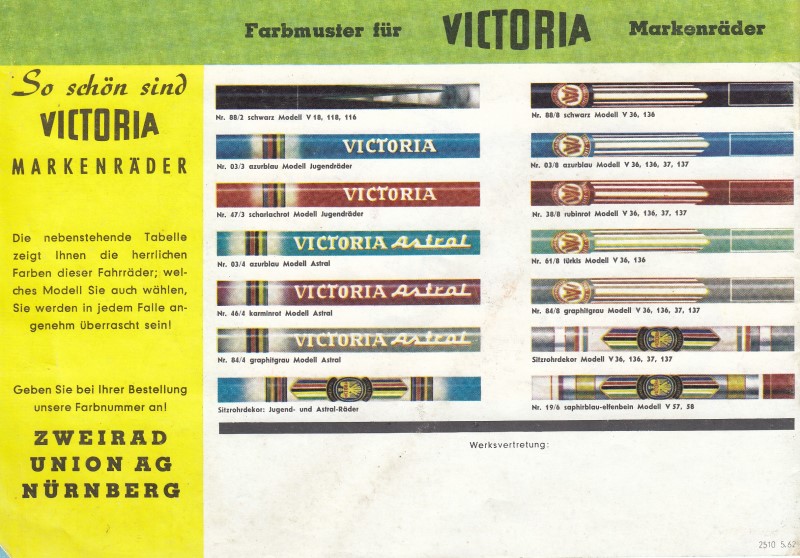 Farbmuster für VICTORIA Markenräder
So schön sind
VICTORIA
MARKENRÄDER
Die nebenstehende Tabelle
zeigt Ihnen die herrlichen
Farben dieser Fahrräder; wel-
ches Modell Sie auch wählen,
Sie werden in jedem Falle an-
genehm überrascht sein!
Geben Sie bei Ihrer Bestellung
unsere Farbnummer an!
ZWEIRAD
UNION AG
NÜRNBERG
Nr. 88/2 schwarz Modell V 18, 118, 116
VICTORIA
Nr. 03/3 azurblau Modell Jugendräder
VICTORIA
Nr. 47/3 scharlachrot Modell Jugendräder
VICTORIA Astral
Nr. 03/4 azurblau Modell Astral
VICTORIA Astral
Nr. 46/4 karminrot Modell Astral
VICTORIA Astral
Nr. 84/4 graphitgrau Modell Astral
Sitzrohrdekor: Jugend- und Astral-Räder
Nr. 88/8 schwarz Modell V 36, 136
Nr. 03/8 azurblau Modell V 36, 136, 37, 137
Nr. 38/8 rubinrot Modell V 36, 136, 37, 137
Nr. 61/8 türkis Modell V 36, 136
Nr. 84/8 graphitgrau Modell V 36, 136, 37, 137
Sitzrohrdekor Modell V 36, 136, 37, 137
Nr. 19/6 saphirblau-elfenbein Modell V 57, 58
Werksvertretung:
2510 5.62